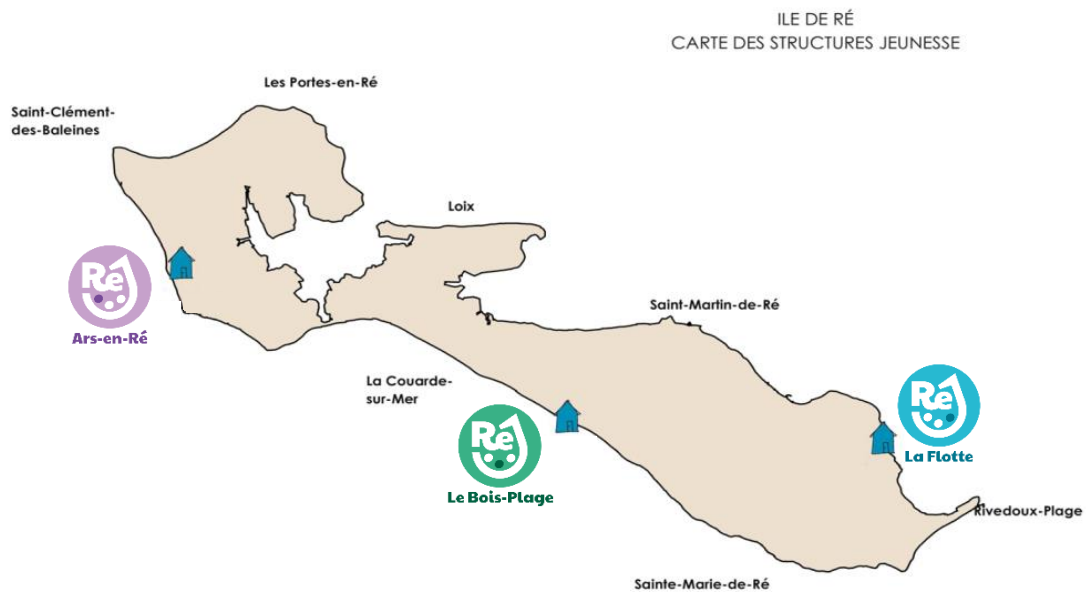 ILE DE RÉ
CARTE DES STRUCTURES JEUNESSE
Les Portes-en-Ré
Saint-Clément-
des-Baleines
Loix
Ré
Ars-en-Ré
Saint-Martin-de-Ré
La Couarde-
sur-Mer
Ré
Le Bois-Plage
Ré
La Flotte
Rivedoux-Plage
Sainte-Marie-de-Ré